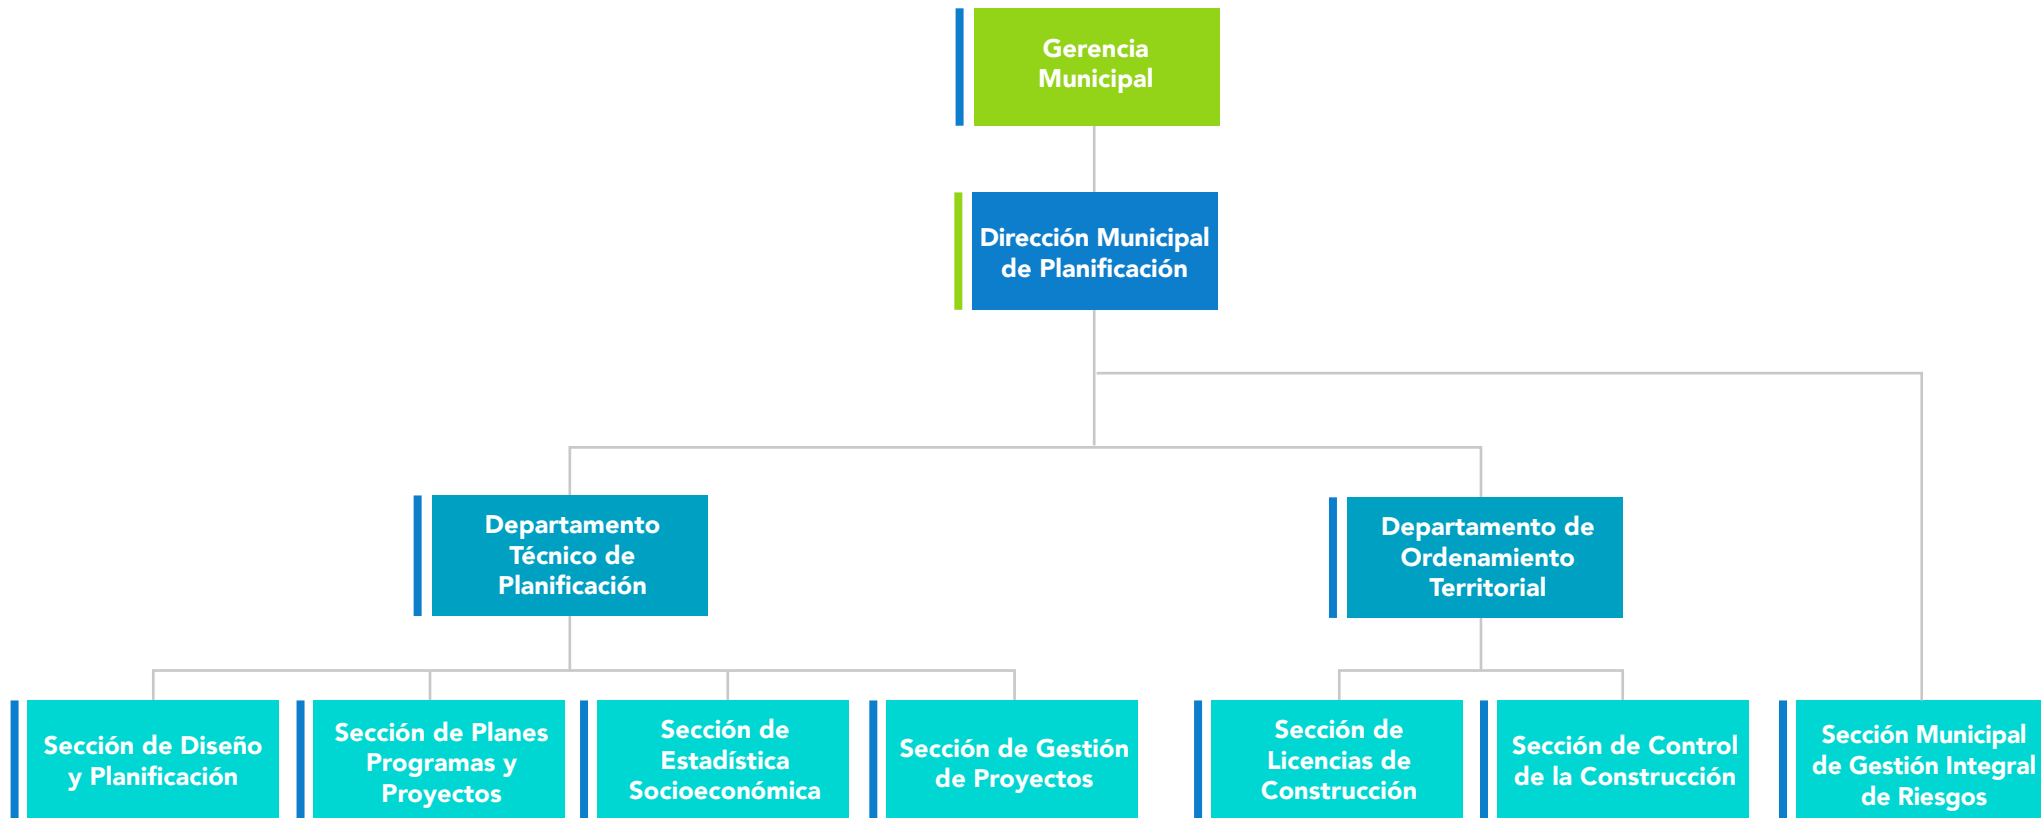 Gerencia
Municipal
Dirección Municipal
de Planificación
Departamento
Técnico de
Planificación
Departamento de
Ordenamiento
Territorial
Sección de Diseño
y Planificación
Sección de Planes
Programas y
Proyectos
Sección de
Estadística
Socioeconómica
Sección de Gestión
de Proyectos
Sección de
Licencias de
Construcción
Sección de Control
de la Construcción
Sección Municipal
de Gestión Integral
de Riesgos